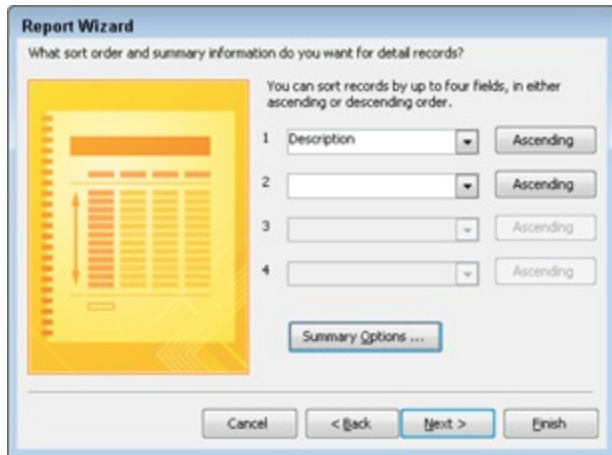 Report Wizard
What sort order and summary information do you want for detail records?
You can sort records by up to four fields, in either
ascending or descending order.
1 Description Ascending
2 Ascending
3 Ascending
4 Ascending
Summary Options ...
Cancel < Back Next > Finish